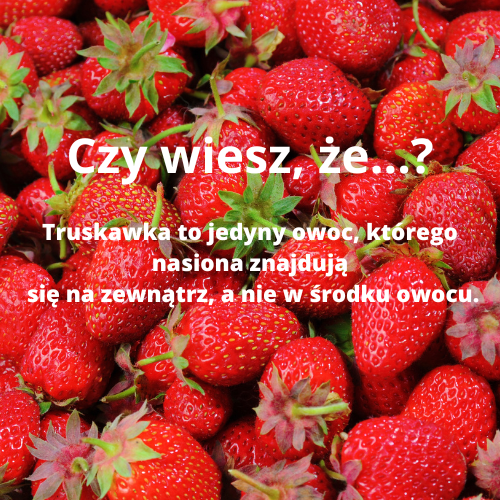 Czy wiesz, że...?
Truskawka to jedyny owoc, którego
nasiona znajdują
się na zewnątrz, a nie w środku owocu.